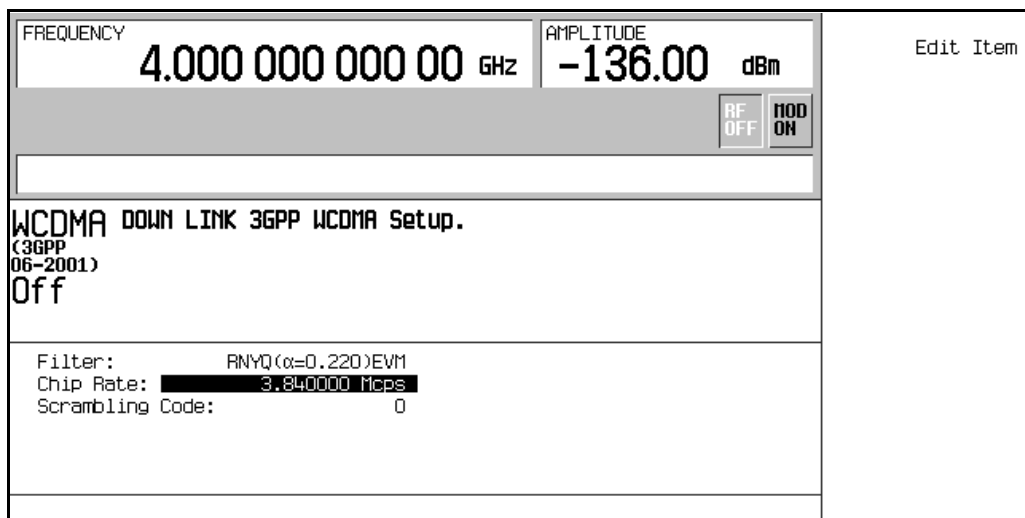 FREQUENCY
4.000 000 000 00 GHz
AMPLITUDE
-136.00 dBm
Edit Item
RF
OFF
MOD
ON
WCDMA
(3GPP
06-2001)
Off
DOWN LINK 3GPP WCDMA Setup.
Filter: RNYQ(α=0.220)EVM
Chip Rate: 3.840000 Mcps
Scrambling Code: 0